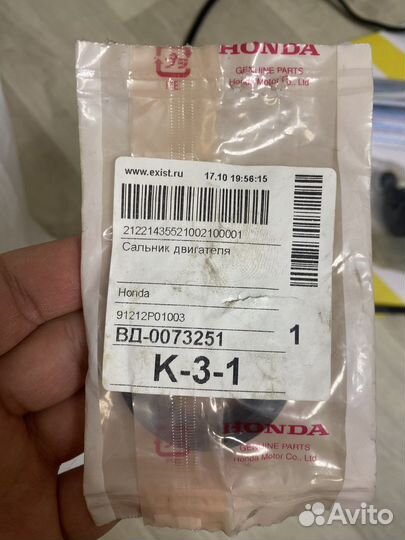 HONDA
GENUINE PARTS
Honda Motor Co., Ltd
www.exist.ru 17.10 19:56:15
21221435521002100001
Сальник двигателя
Honda
91212P01003
ВД-0073251 1
К-3-1
HONDA
GENUINE PARTS
Honda Motor Co., Ltd.
Avito